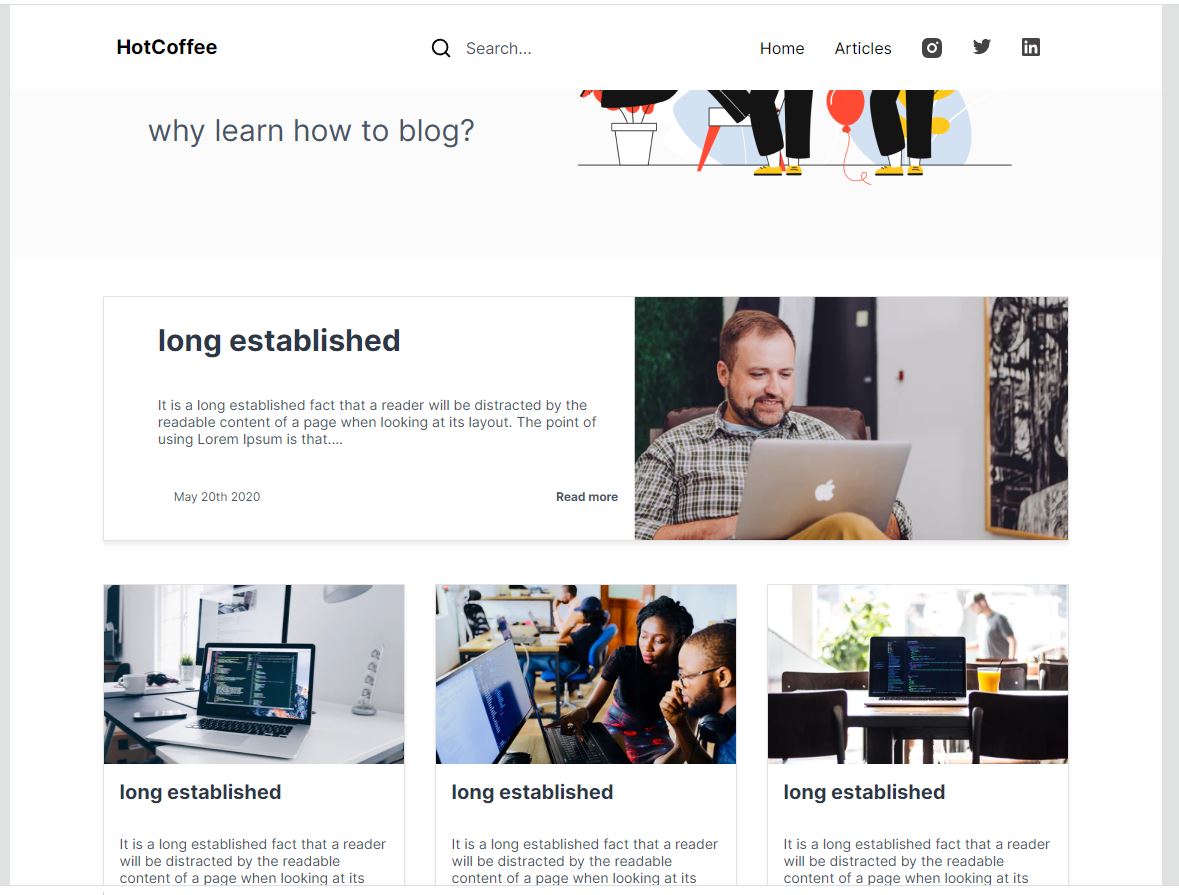 HotCoffee
Search...
Home
Articles
why learn how to blog?
long established
It is a long established fact that a reader will be distracted by the
readable content of a page when looking at its layout. The point of
using Lorem Ipsum is that....
May 20th 2020
Read more
long established
It is a long established fact that a reader
will be distracted by the readable
content of a page when looking at its
long established
It is a long established fact that a reader
will be distracted by the readable
content of a page when looking at its
long established
It is a long established fact that a reader
will be distracted by the readable
content of a page when looking at its